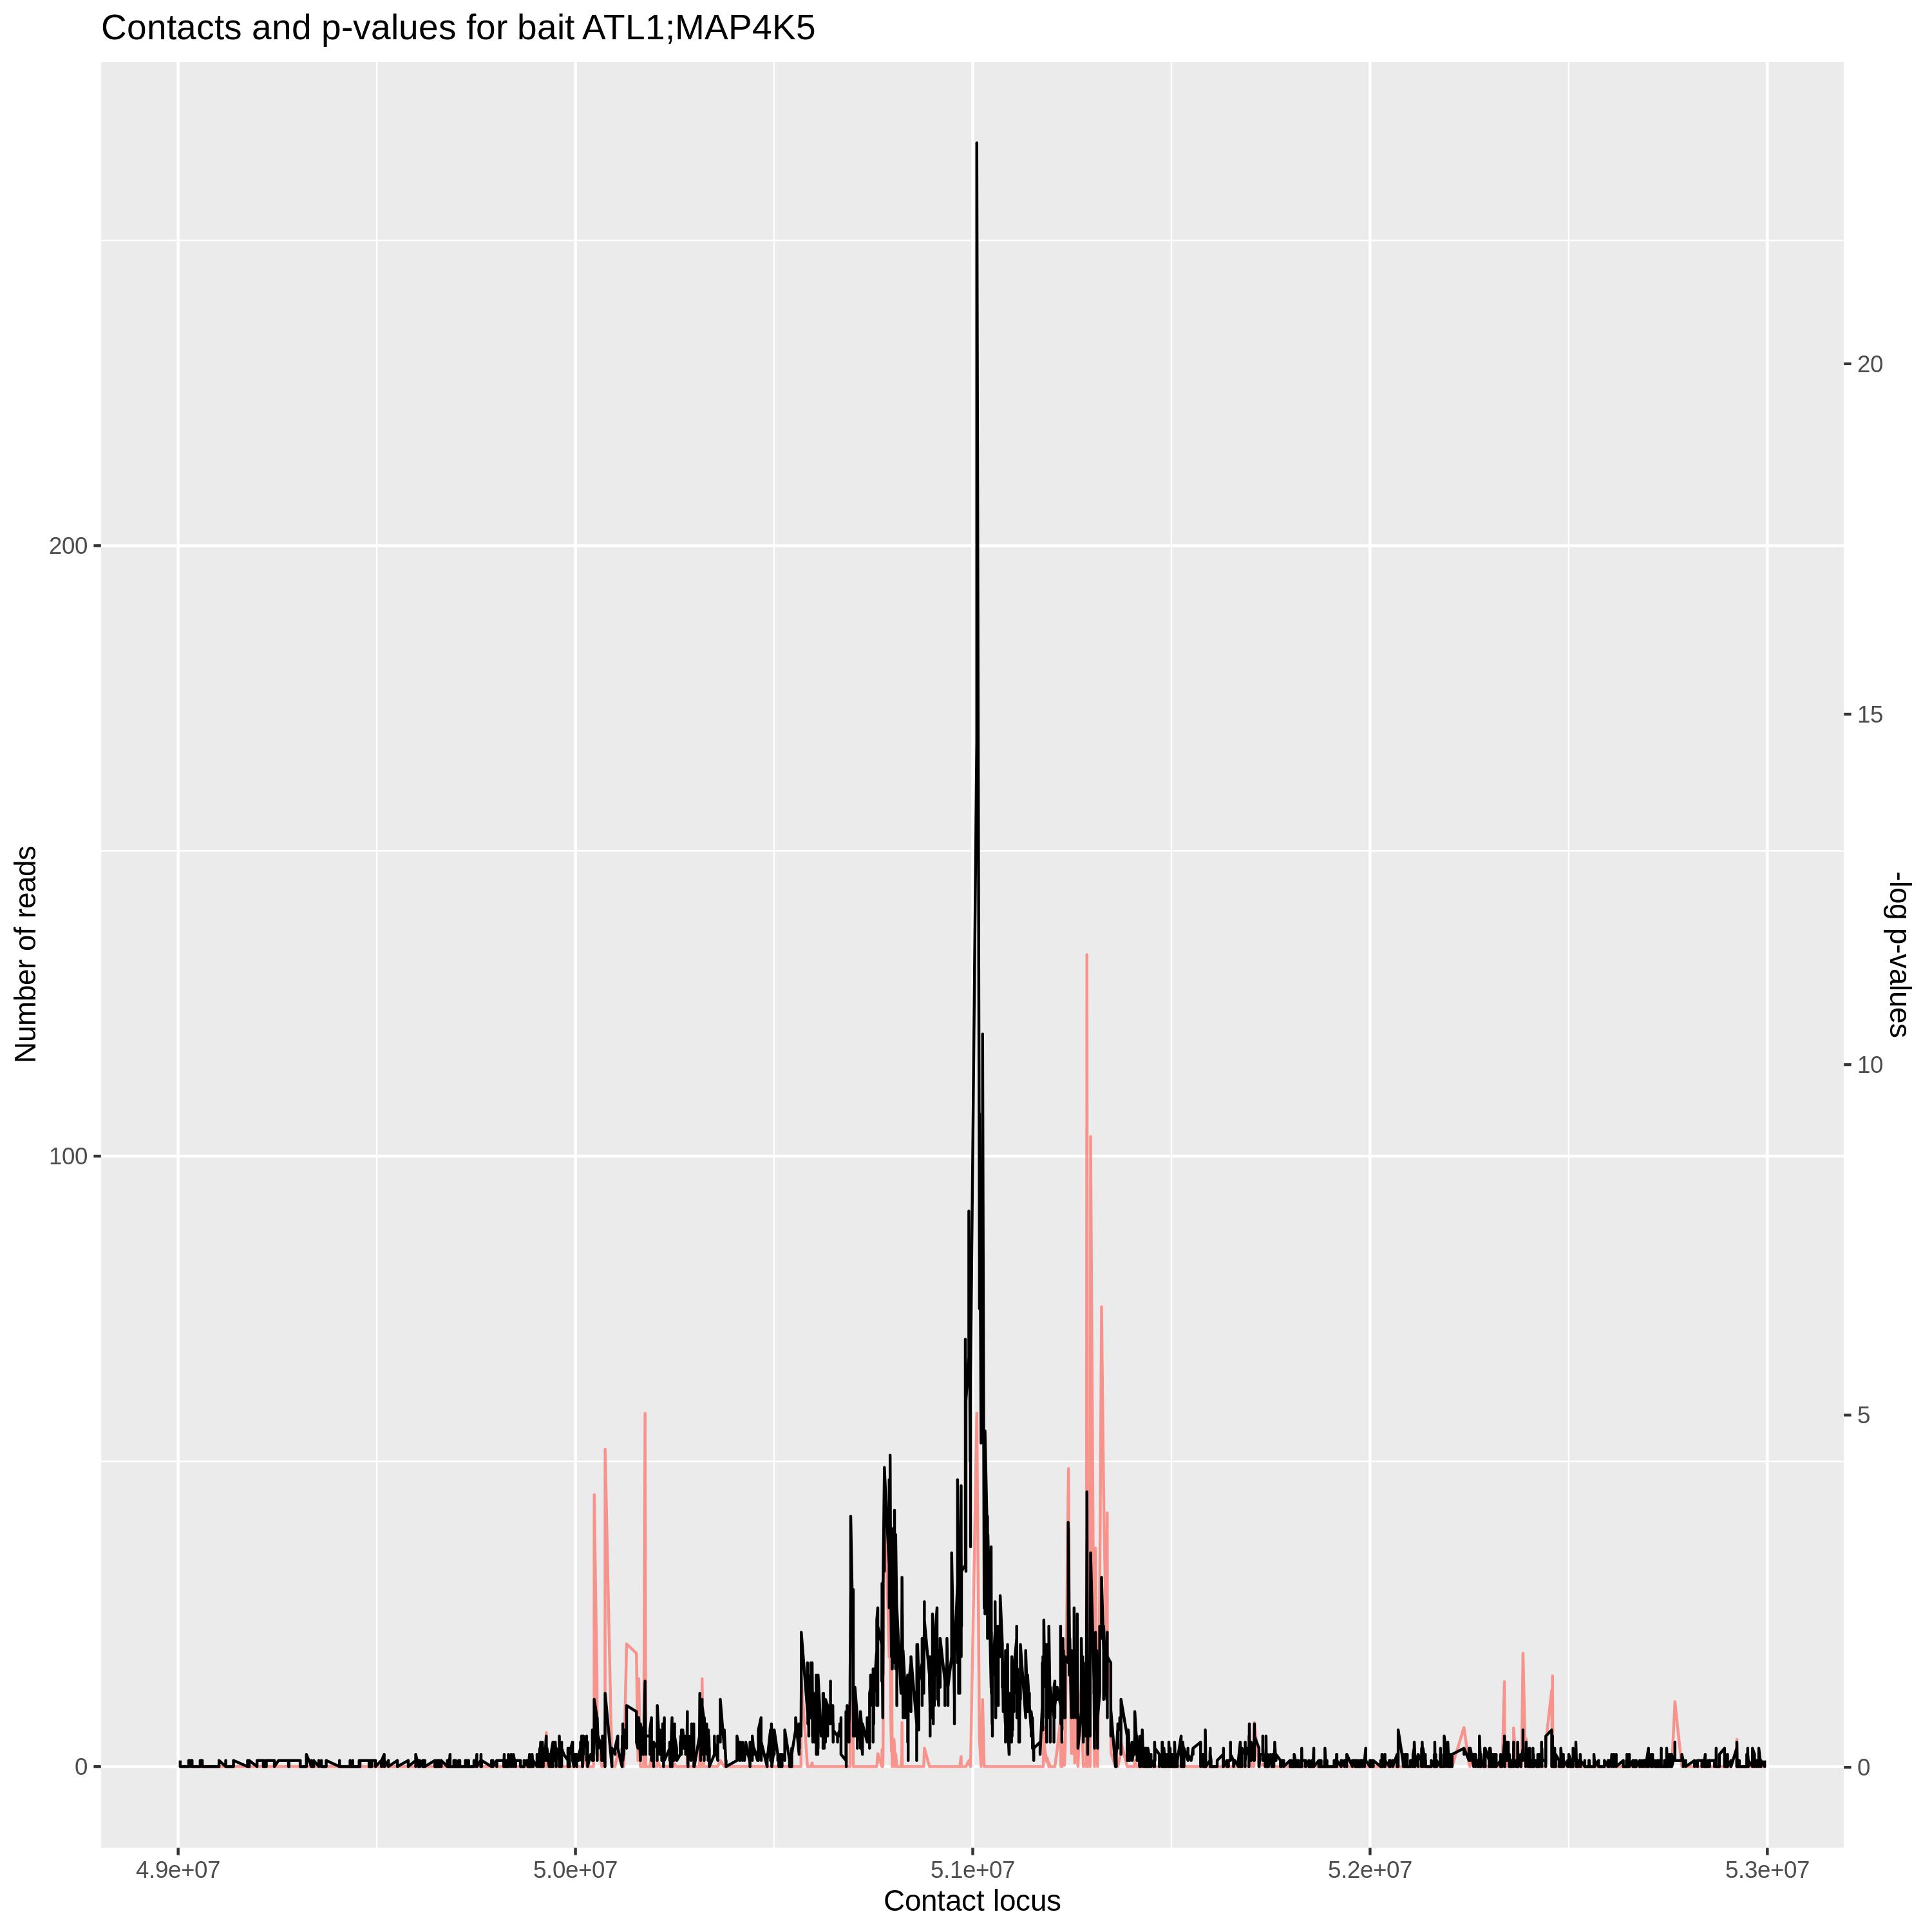 Contacts and p-values for bait ATL1;MAP4K5
Number of reads
200
100
0
-log p-values
20
15
10
5
0
4.9e+07
5.0e+07
5.1e+07
5.2e+07
5.3e+07
Contact locus